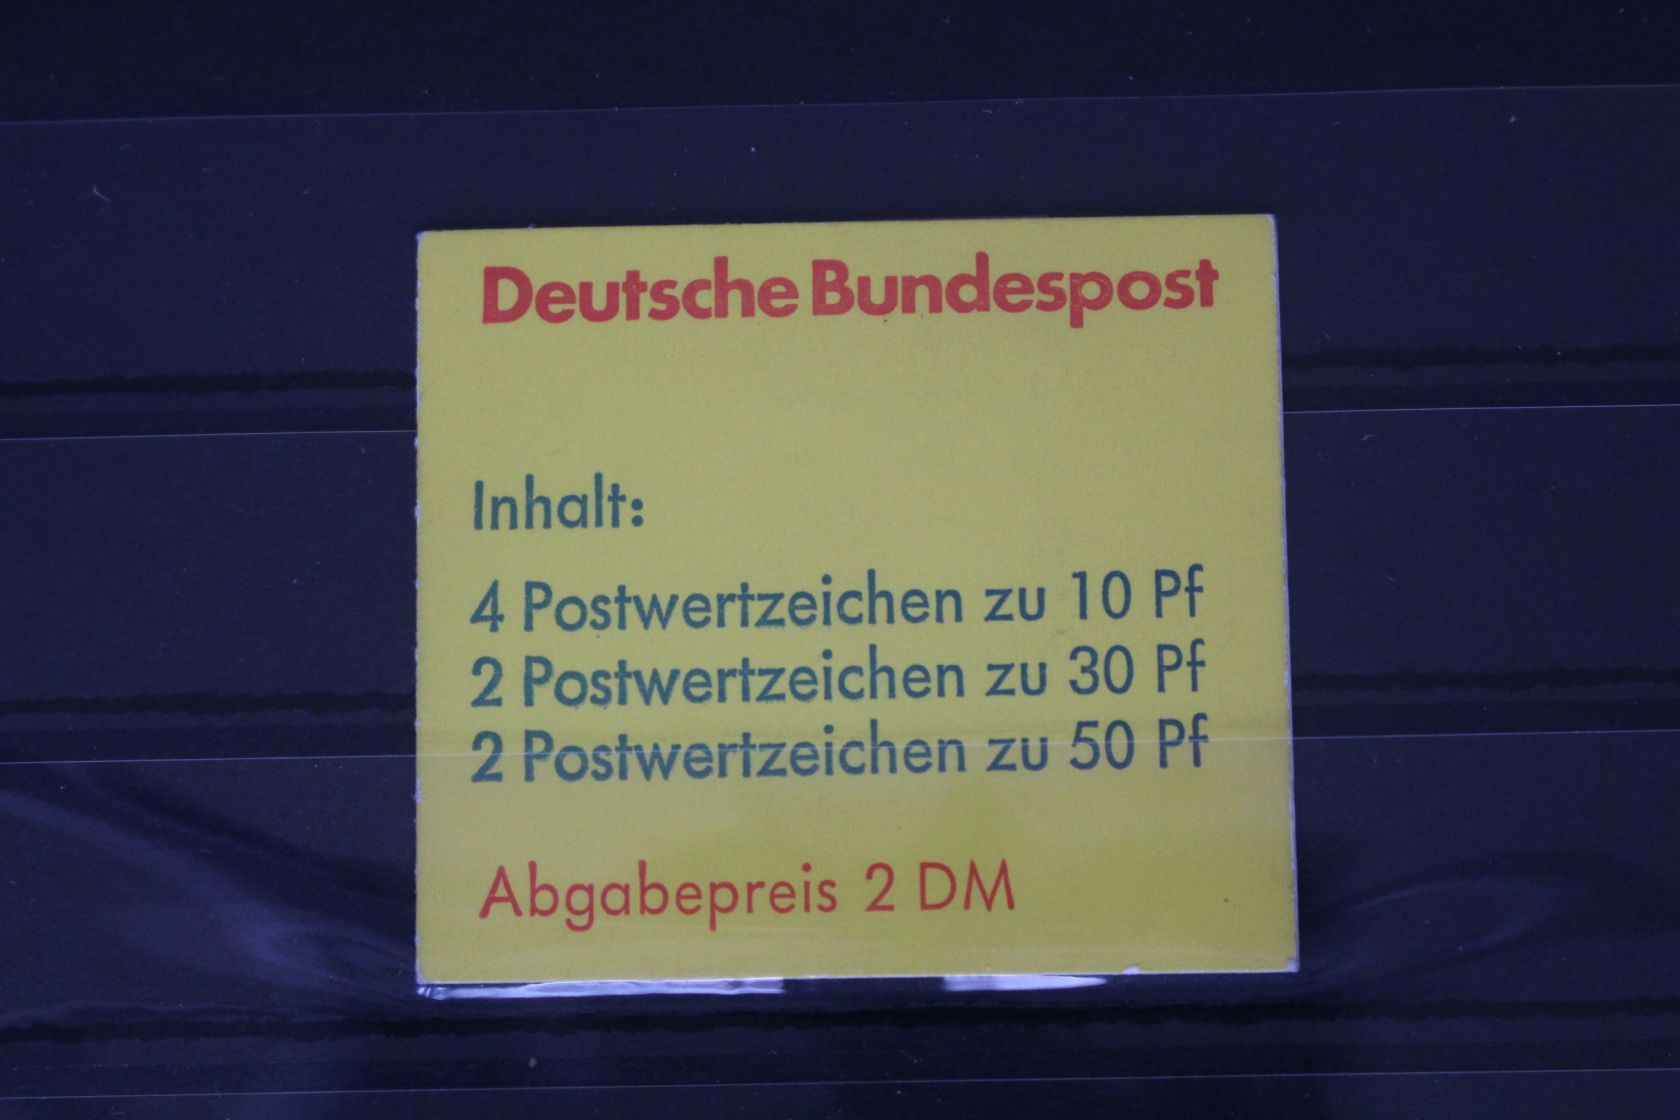 Deutsche Bundespost
Inhalt:
4 Postwertzeichen zu 10 Pf
2 Postwertzeichen zu 30 Pf
2 Postwertzeichen zu 50 Pf
Abgabepreis 2 DM